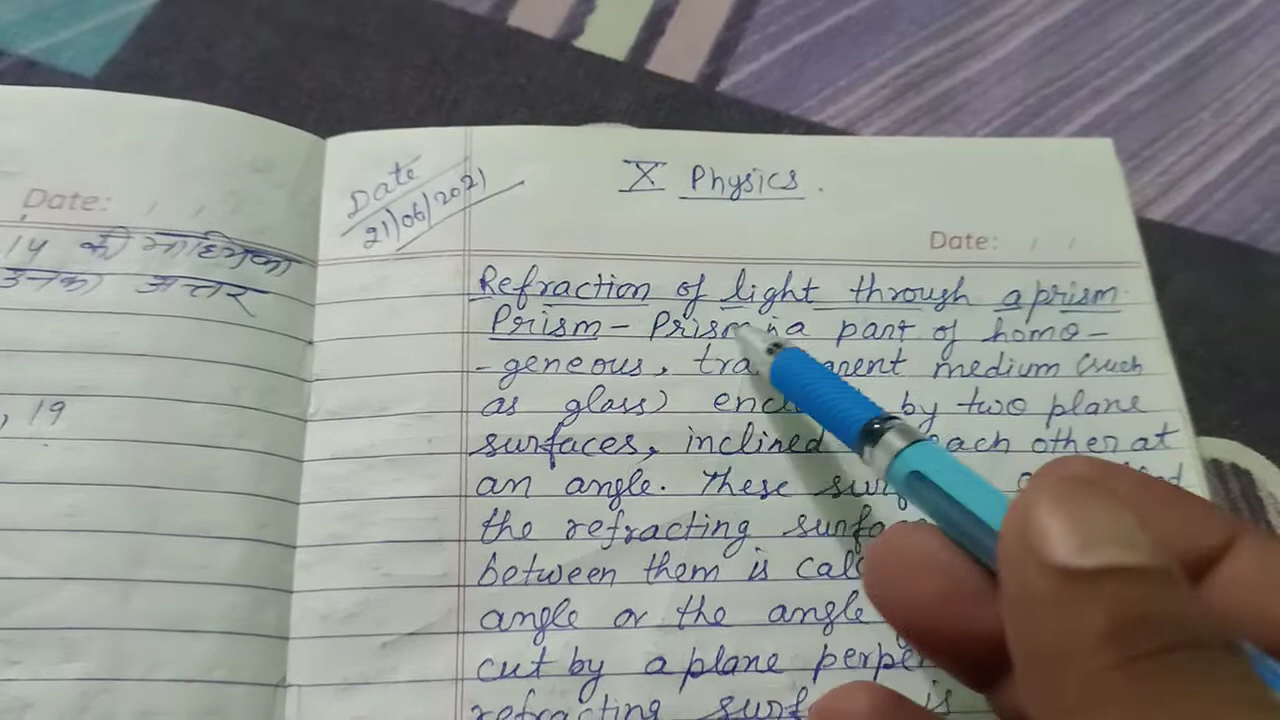 Date:
14 की
उनका उत्तर
, 19
Date
21/06/2021
X Physics.
Date: / /
Refraction of light through a prism
Prism - Prism is a part of homo-
-geneous, transparent medium (such
as glass) enclosed by two plane
surfaces, inclined each other at
an angle. These
the refracting
between them is
angle or the angle
cut by a plane
refracting is